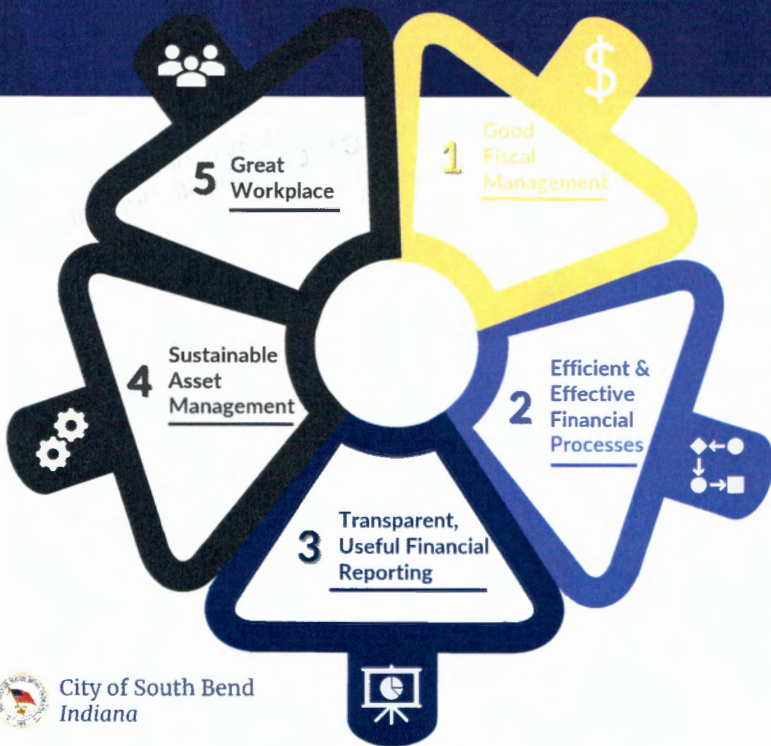 1
Good
Fiscal
Management
2
Efficient &
Effective
Financial
Processes
3
Transparent,
Useful Financial
Reporting
4
Sustainable
Asset
Management
5
Great
Workplace
$
City of South Bend
Indiana